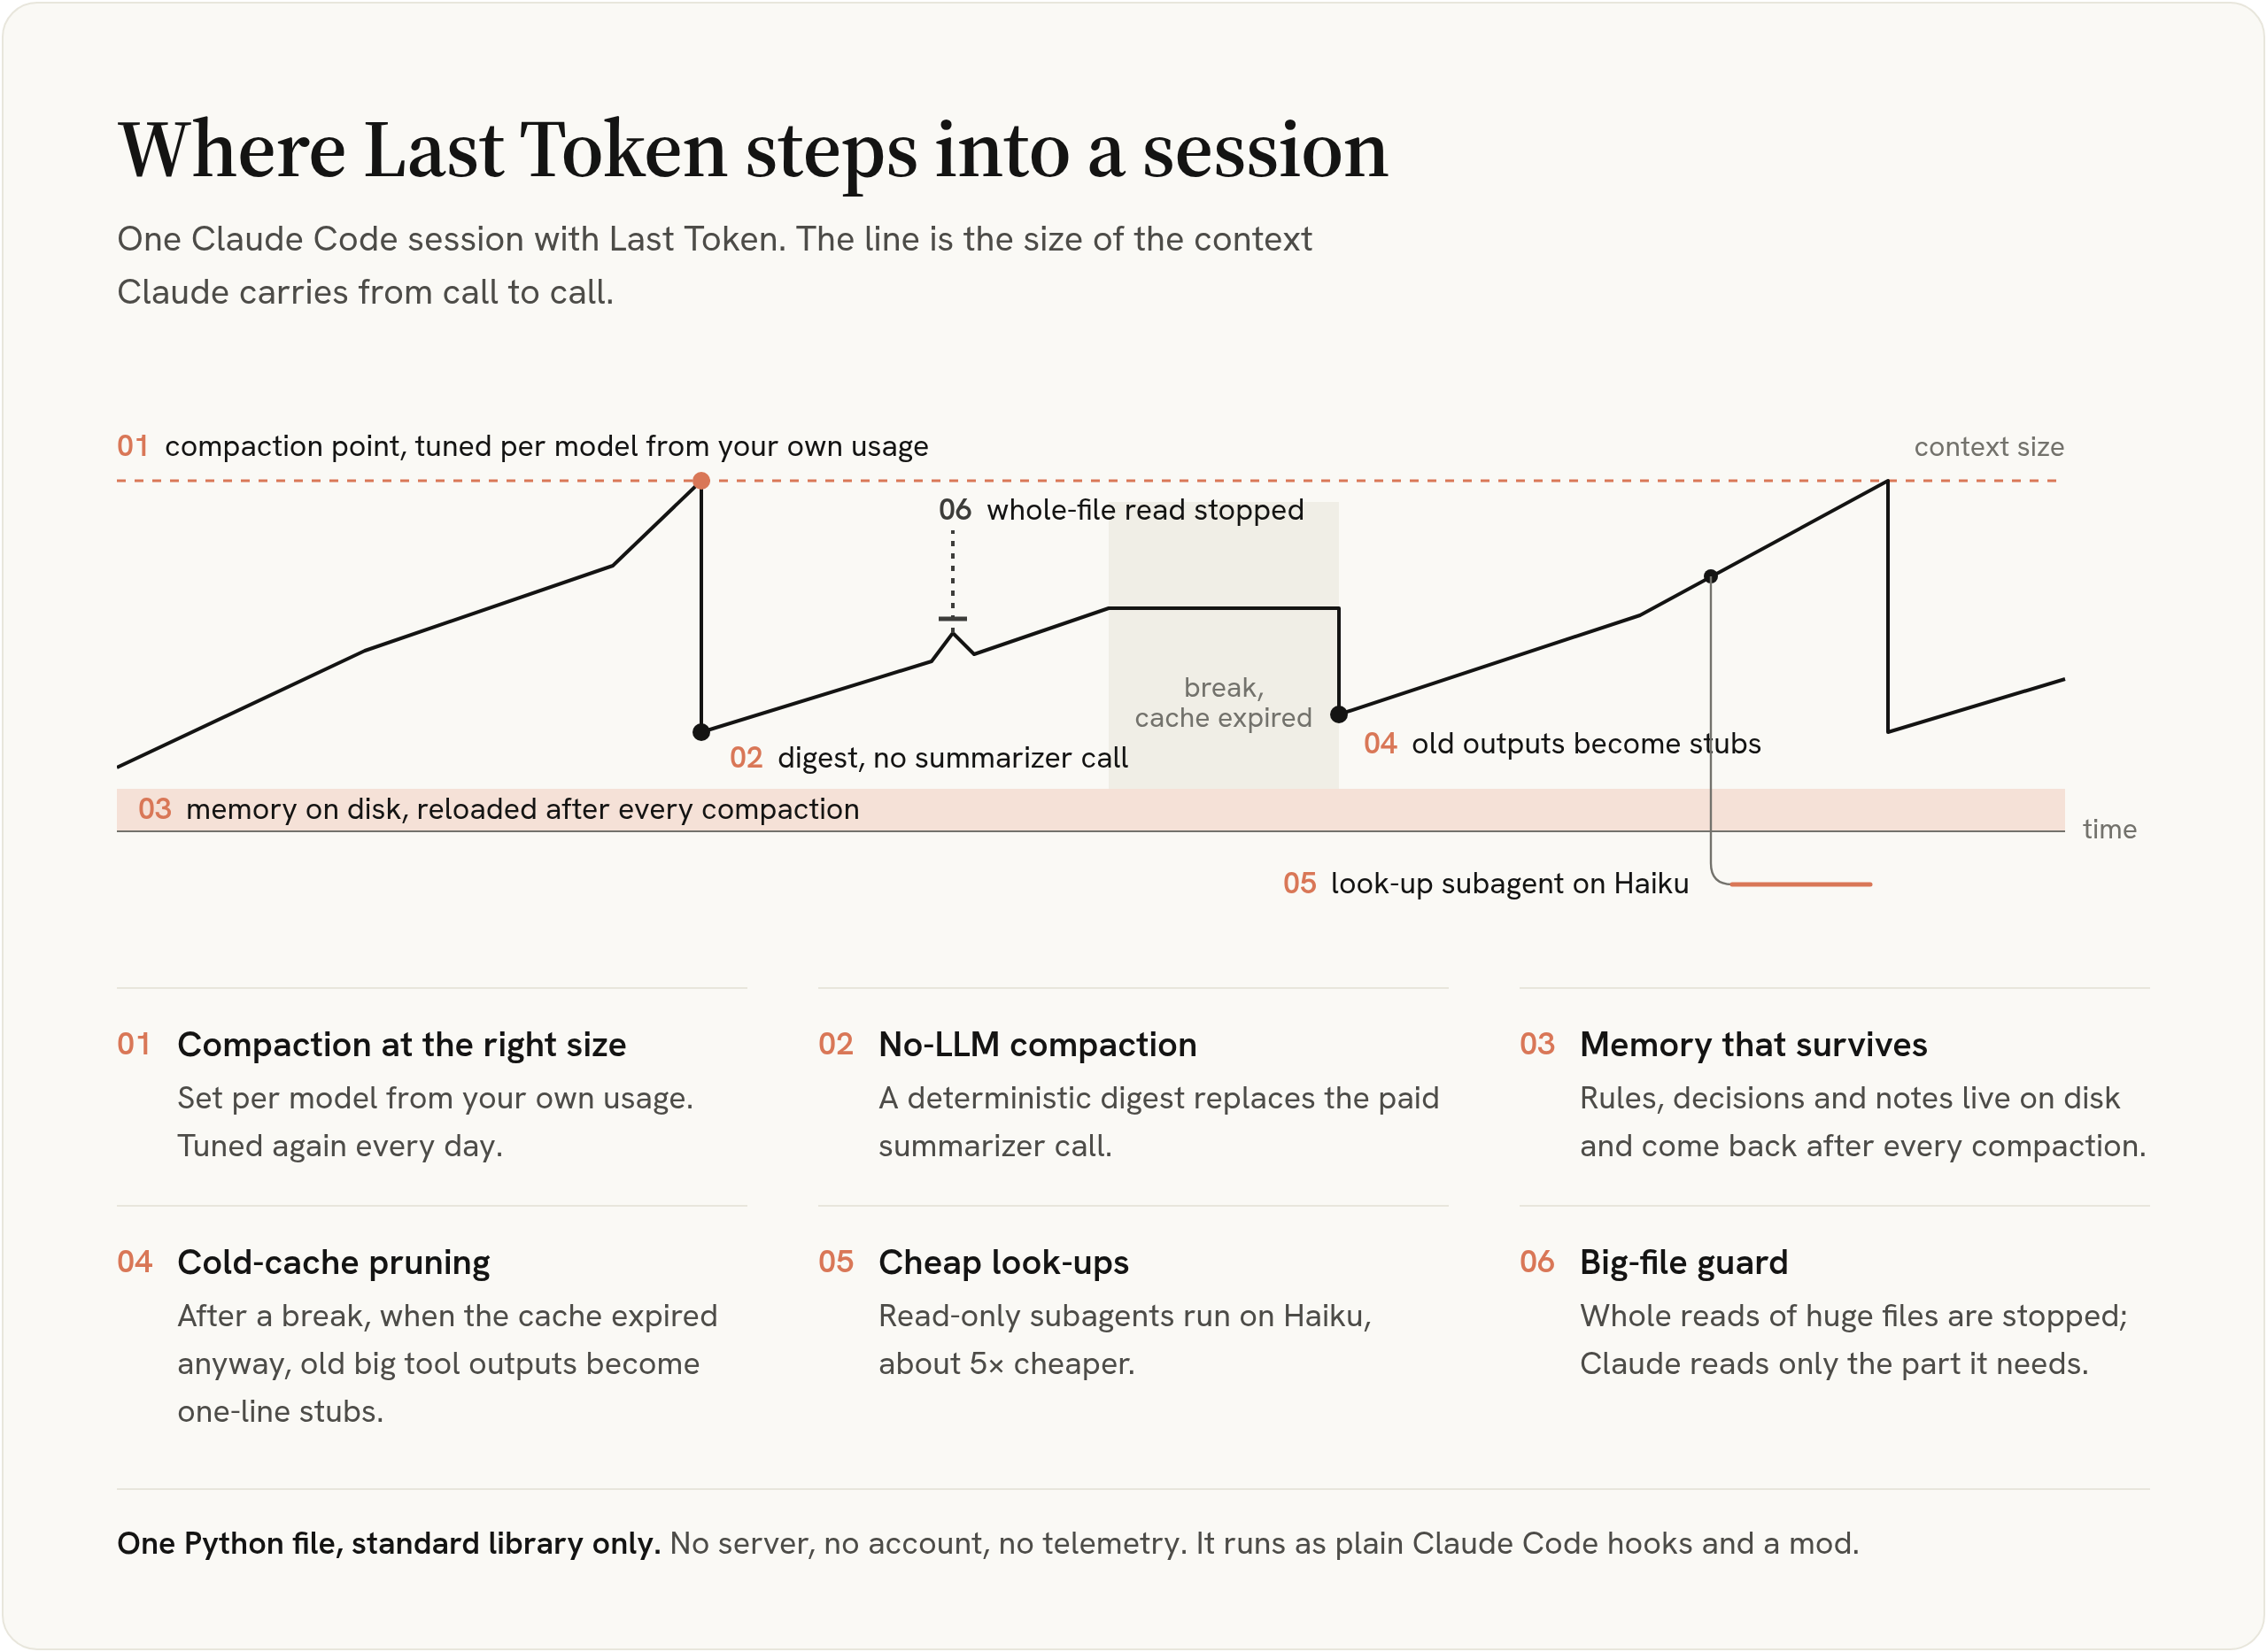 Where Last Token steps into a session
One Claude Code session with Last Token. The line is the size of the context
Claude carries from call to call.
01 compaction point, tuned per model from your own usage
context size
06 whole-file read stopped
break,
cache expired
02 digest, no summarizer call
04 old outputs become stubs
03 memory on disk, reloaded after every compaction
time
05 look-up subagent on Haiku
01 Compaction at the right size
Set per model from your own usage.
Tuned again every day.
02 No-LLM compaction
A deterministic digest replaces the paid
summarizer call.
03 Memory that survives
Rules, decisions and notes live on disk
and come back after every compaction.
04 Cold-cache pruning
After a break, when the cache expired
anyway, old big tool outputs become
one-line stubs.
05 Cheap look-ups
Read-only subagents run on Haiku,
about 5× cheaper.
06 Big-file guard
Whole reads of huge files are stopped;
Claude reads only the part it needs.
One Python file, standard library only. No server, no account, no telemetry. It runs as plain Claude Code hooks and a mod.